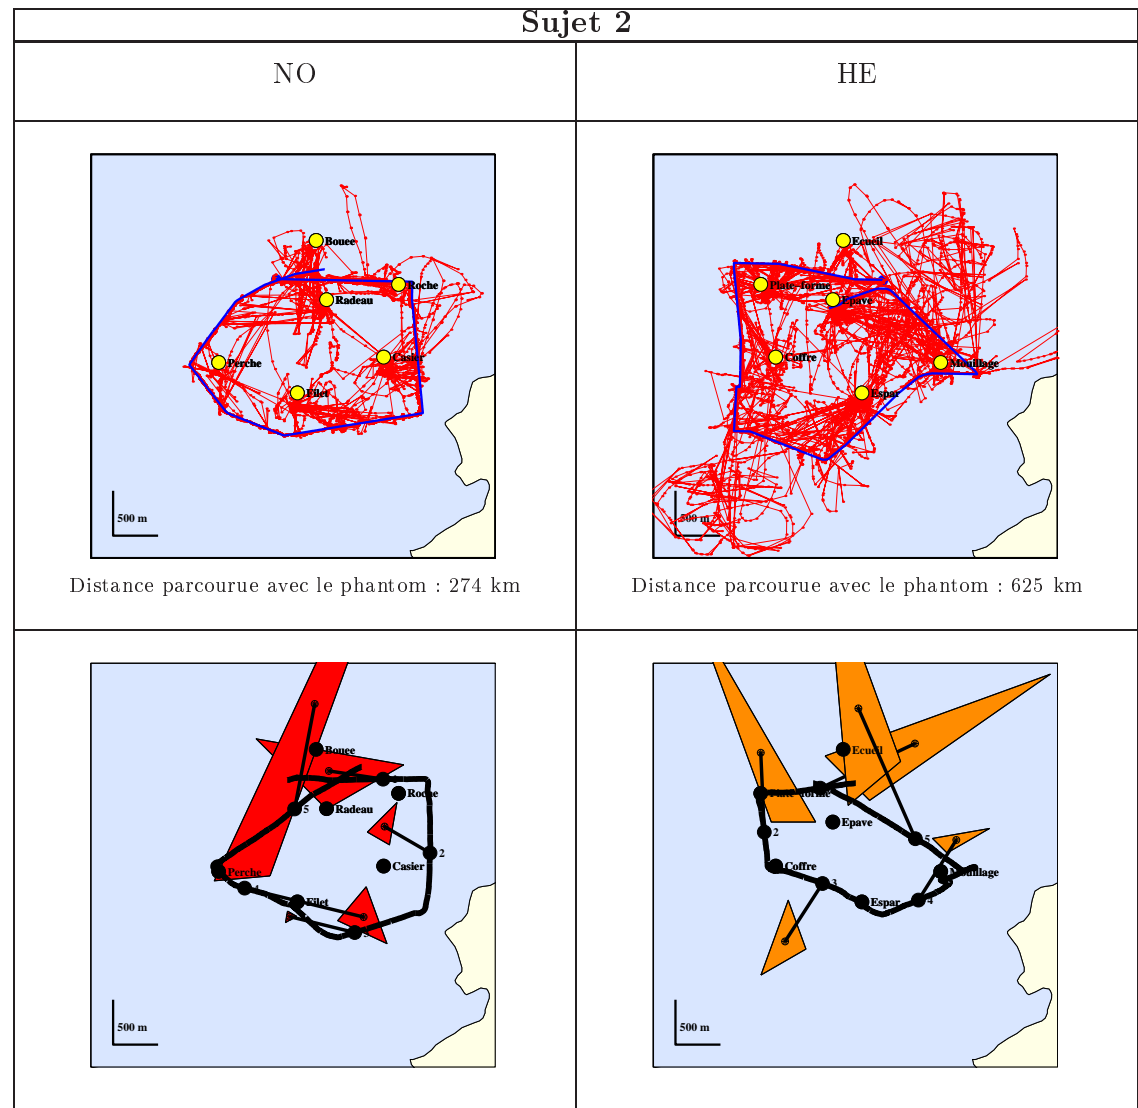 Sujet 2
NO
HE
Bouee
Roche
Radeau
Perche
Casier
Filet
500 m
Ecueil
Plate-forme
Epave
Coffre
Mouillage
Espar
500 m
Distance parcourue avec le phantom : 274 km
Distance parcourue avec le phantom : 625 km
Bouee
Roche
5
Radeau
2
Casier
Perche
4
Filet
500 m
Ecueil
Plate-forme
Epave
2
5
Coffre
Mouillage
3
Espar
4
500 m